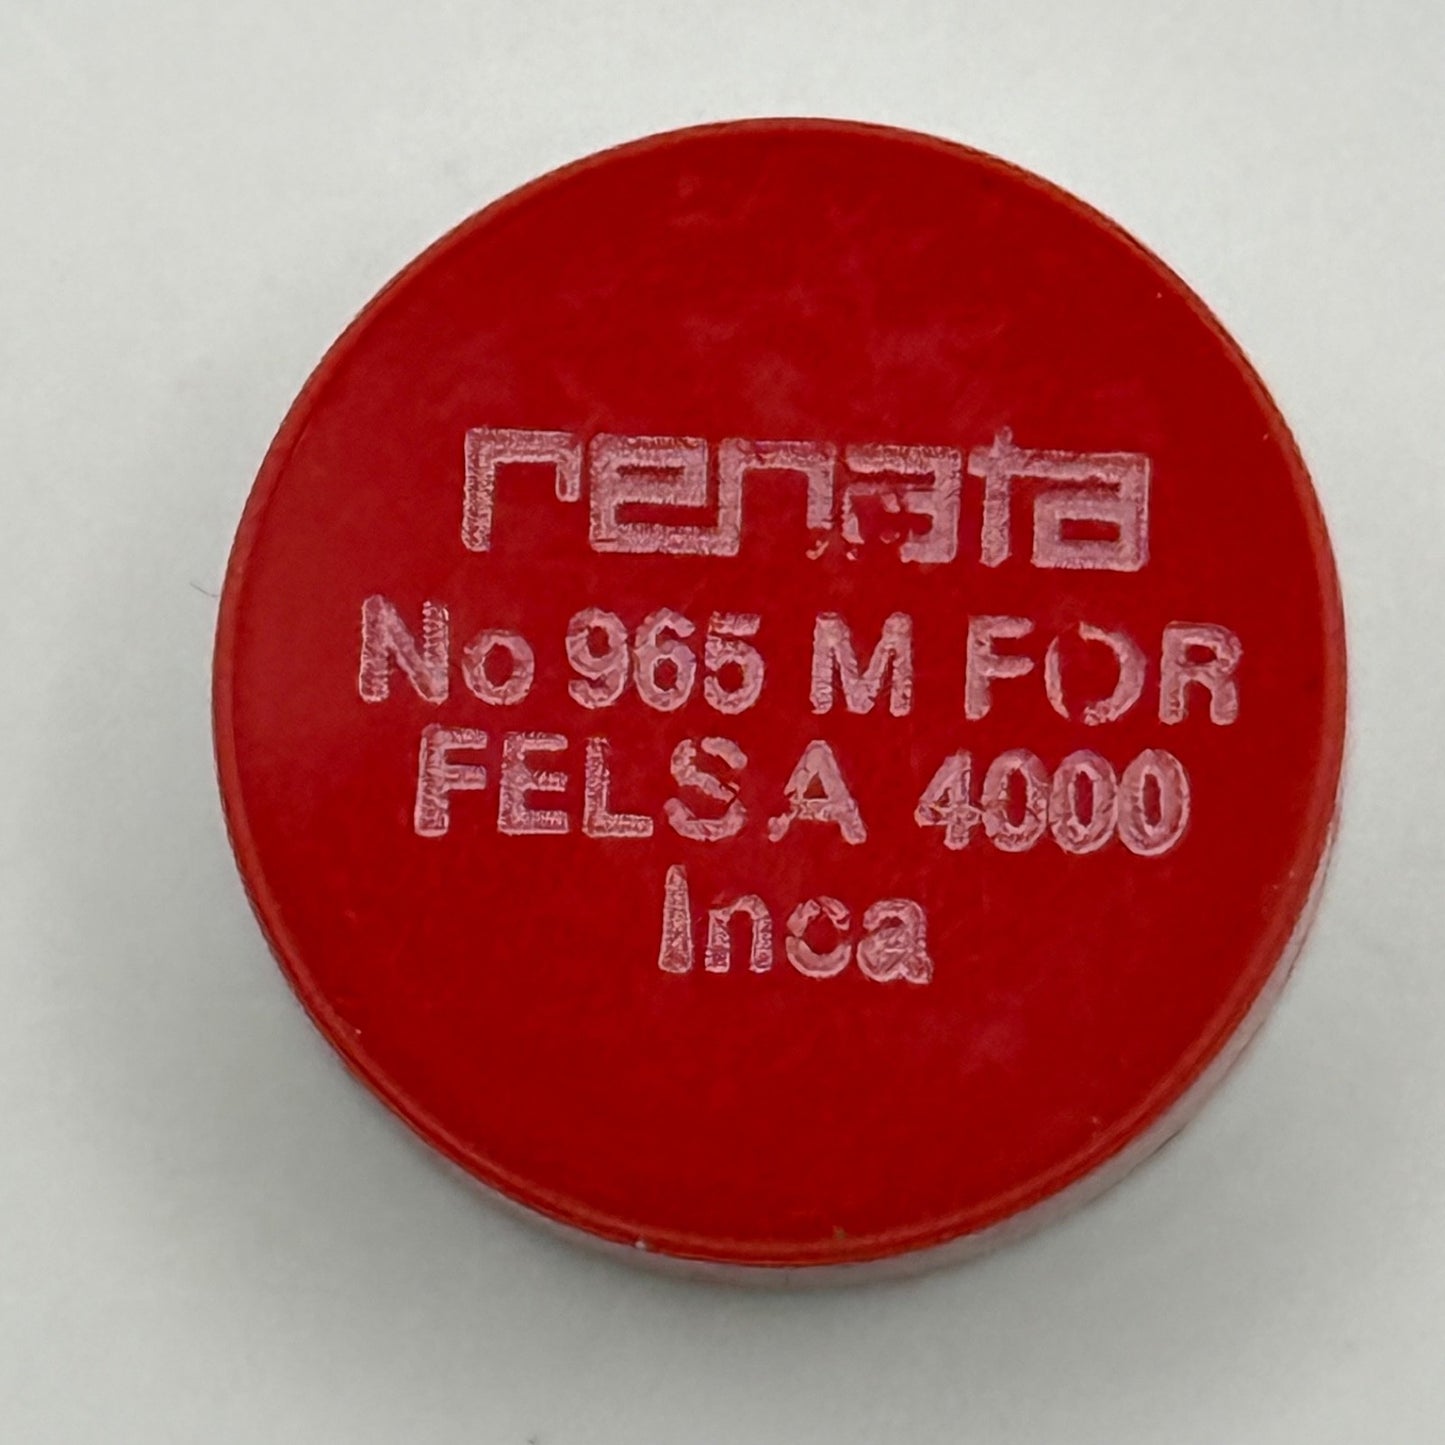 renata
No 965 M FOR
FELSA 4000
Inca